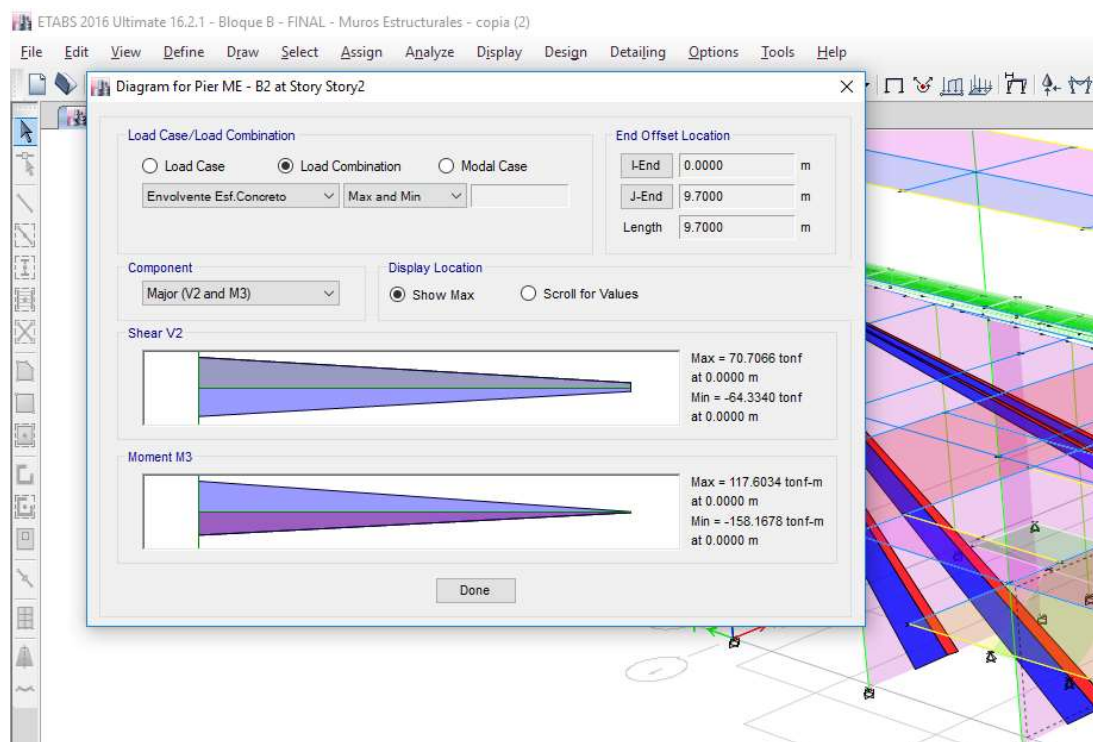 ETABS 2016 Ultimate 16.2.1 - Bloque B - FINAL - Muros Estructurales - copia (2)
File Edit View Define Draw Select Assign Analyze Display Design Detailing Options Tools Help
Diagram for Pier ME - B2 at Story Story2
Load Case/Load Combination
Load Case Load Combination Modal Case
Envolvente Esf.Concreto Max and Min
End Offset Location
I-End 0.0000 m
J-End 9.7000 m
Length 9.7000 m
Component
Major (V2 and M3)
Display Location
Show Max Scroll for Values
Shear V2
Max = 70.7066 tonf
at 0.0000 m
Min = -64.3340 tonf
at 0.0000 m
Moment M3
Max = 117.6034 tonf-m
at 0.0000 m
Min = -158.1678 tonf-m
at 0.0000 m
Done